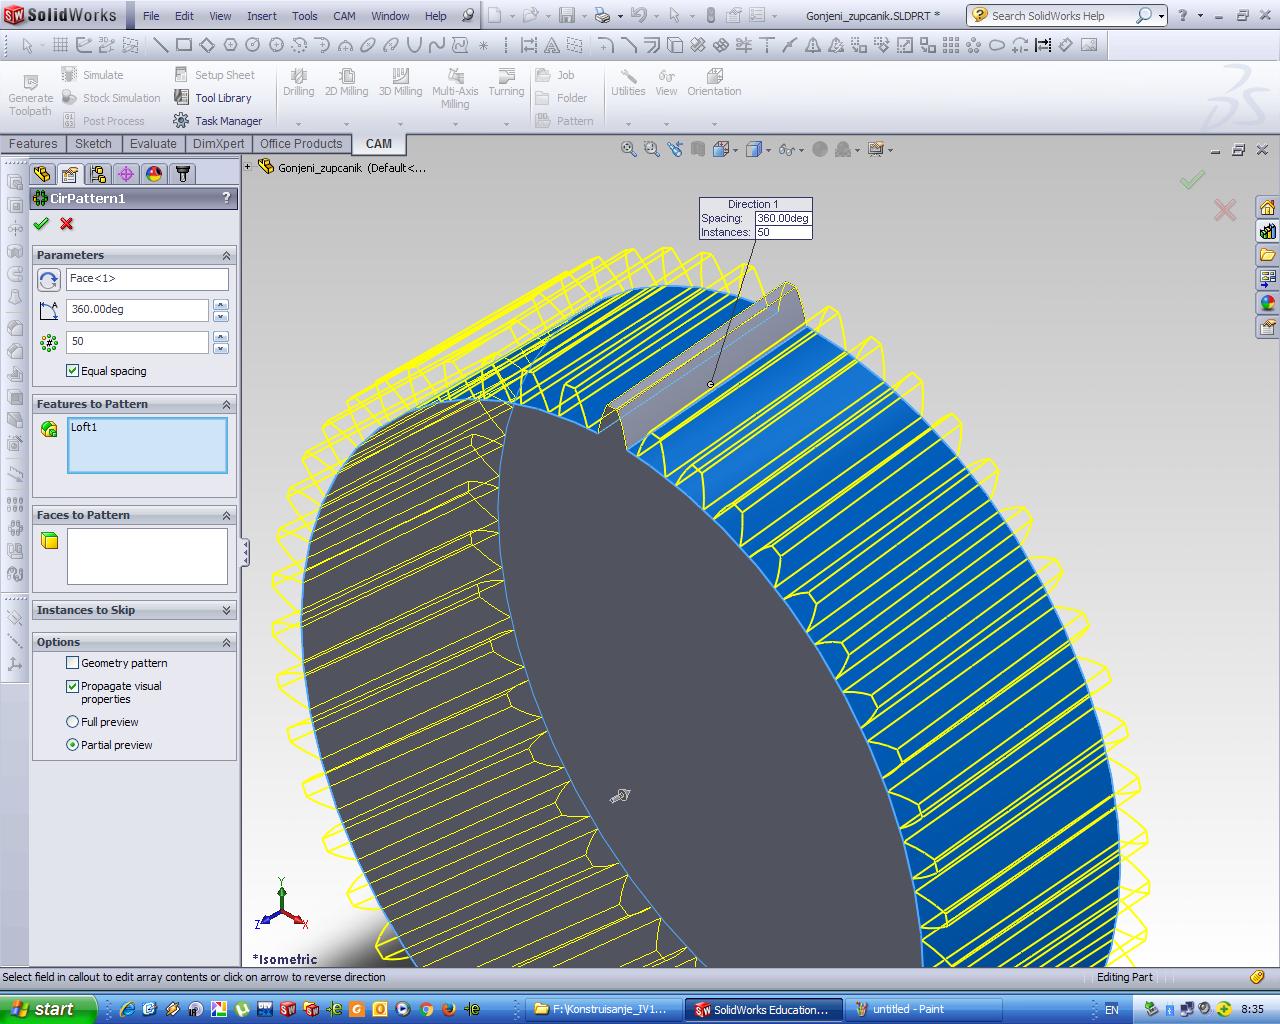 SolidWorks File Edit View Insert Tools CAM Window Help Gonjeni_zupcanik.SLDPRT * Search SolidWorks Help
Generate Toolpath
Simulate
Stock Simulation
Post Process
Setup Sheet
Tool Library
Task Manager
Drilling 2D Milling 3D Milling Multi-Axis Milling Turning
Job
Folder
Pattern
Utilities View Orientation
Features Sketch Evaluate DimXpert Office Products CAM
Gonjeni_zupcanik (Default<...
CirPattern1 ?
Parameters
Face<1>
360.00deg
50
Equal spacing
Features to Pattern
Loft1
Faces to Pattern
Instances to Skip
Options
Geometry pattern
Propagate visual
properties
Full preview
Partial preview
Direction 1
Spacing: 360.00deg
Instances: 50
Y
Z X
*Isometric
Select field in callout to edit array contents or click on arrow to reverse direction Editing Part
start F:\Konstruisanje_IV1... SolidWorks Education... untitled - Paint EN 8:35